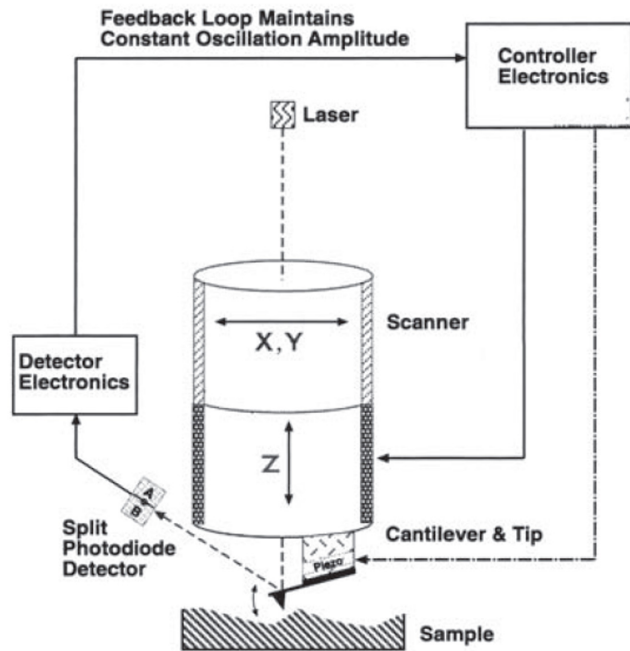 Feedback Loop Maintains
Constant Oscillation Amplitude
Controller
Electronics
Laser
X, Y
Scanner
Detector
Electronics
Z
A
B
Split
Photodiode
Detector
Cantilever & Tip
Piezo
Sample